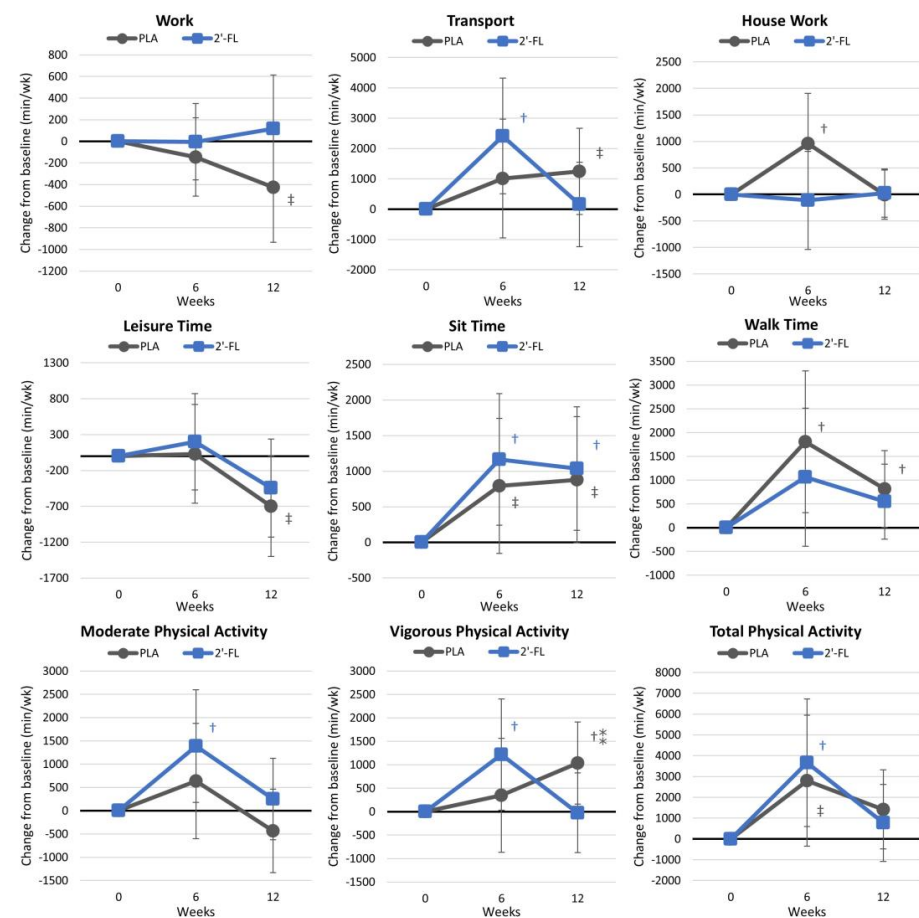 Work
PLA 2'-FL
Change from baseline (min/wk)
800
600
400
200
0
-200
-400
-600
-800
-1000
-1200
‡
0 6 12
Weeks
Transport
PLA 2'-FL
Change from baseline (min/wk)
5000
4000
3000
2000
1000
0
-1000
-2000
†
‡
0 6 12
Weeks
House Work
PLA 2'-FL
Change from baseline (min/wk)
2500
2000
1500
1000
500
0
-500
-1000
-1500
†
0 6 12
Weeks
Leisure Time
PLA 2'-FL
Change from baseline (min/wk)
1300
800
300
-200
-700
-1200
-1700
‡
0 6 12
Weeks
Sit Time
PLA 2'-FL
Change from baseline (min/wk)
2500
2000
1500
1000
500
0
-500
† †
‡ ‡
0 6 12
Weeks
Walk Time
PLA 2'-FL
Change from baseline (min/wk)
3500
3000
2500
2000
1500
1000
500
0
-500
-1000
†
†
0 6 12
Weeks
Moderate Physical Activity
PLA 2'-FL
Change from baseline (min/wk)
3000
2500
2000
1500
1000
500
0
-500
-1000
-1500
†
0 6 12
Weeks
Vigorous Physical Activity
PLA 2'-FL
Change from baseline (min/wk)
3000
2500
2000
1500
1000
500
0
-500
-1000
-1500
†
†**
0 6 12
Weeks
Total Physical Activity
PLA 2'-FL
Change from baseline (min/wk)
8000
7000
6000
5000
4000
3000
2000
1000
0
-1000
-2000
†
‡
0 6 12
Weeks